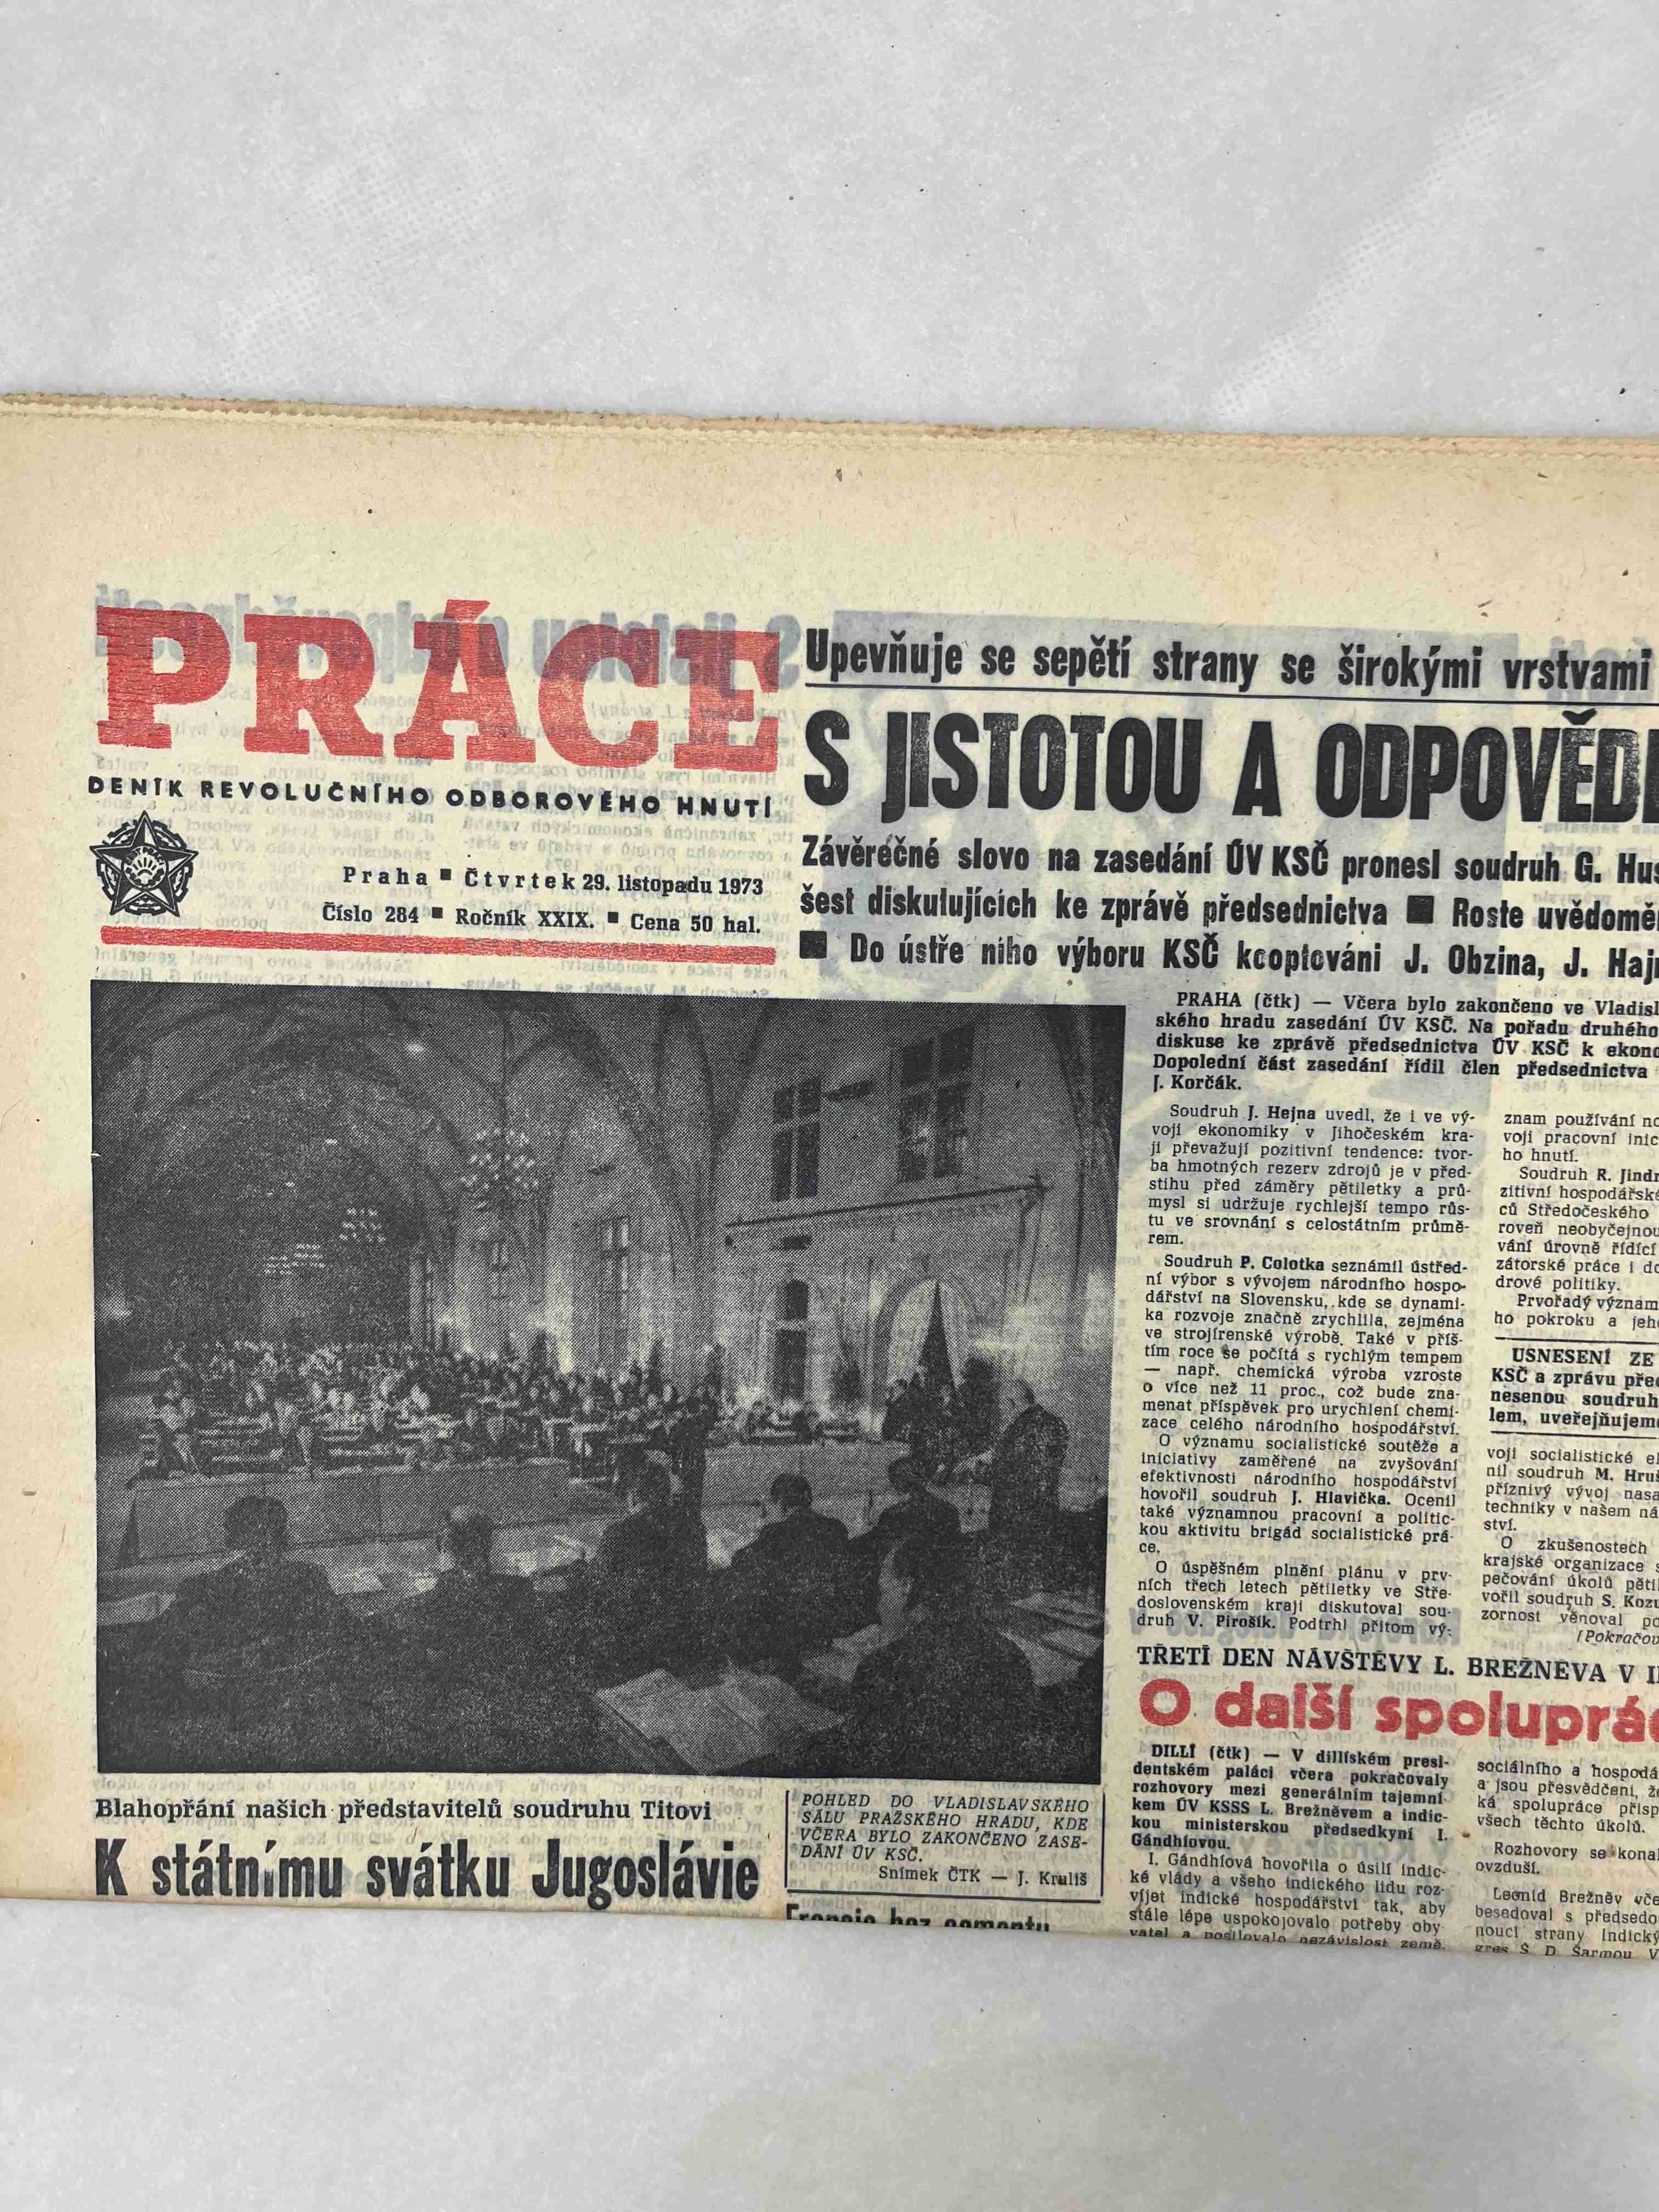 PRÁCE
DENÍK REVOLUČNÍHO ODBOROVÉHO HNUTÍ
Praha ■ Čtvrtek 29. listopadu 1973
Číslo 284 ■ Ročník XXIX. ■ Cena 50 hal.
Upevňuje se sepětí strany se širokými vrstvami
S JISTOTOU A ODPOVĚD
Závěrečné slovo na zasedání ÚV KSČ pronesl soudruh G. Hus
šest diskutujících ke zprávě předsednictva ■ Roste uvědomě
■ Do ústře ního výboru KSČ kooptováni J. Obzina, J. Haj
PRAHA (čtk) — Včera bylo zakončeno ve Vladisl
ského hradu zasedání ÚV KSČ. Na pořadu druhého
diskuse ke zprávě předsednictva ÚV KSČ k ekono
Dopolední část zasedání řídil člen předsednictva
J. Korčák.
Soudruh J. Hejna uvedl, že i ve vý-
voji ekonomiky v Jihočeském kra-
ji převažují pozitivní tendence: tvor-
ba hmotných rezerv zdrojů je v před-
stihu před záměry pětiletky a prů-
mysl si udržuje rychlejší tempo růs-
tu ve srovnání s celostátním průmě-
rem.
Soudruh P. Colotka seznámil ústřed-
ní výbor s vývojem národního hospo-
dářství na Slovensku, kde se dynami-
ka rozvoje značně zrychlila, zejména
ve strojírenské výrobě. Také v příš-
tím roce se počítá s rychlým tempem
— např. chemická výroba vzroste
o více než 11 proc., což bude zna-
menat příspěvek pro urychlení chemi-
zace celého národního hospodářství.
O významu socialistické soutěže a
iniciativy zaměřené na zvyšování
efektivnosti národního hospodářství
hovořil soudruh J. Hlavička. Ocenil
také významnou pracovní a politic-
kou aktivitu brigád socialistické prá-
ce.
O úspěšném plnění plánu v prv-
ních třech letech pětiletky ve Stře-
doslovenském kraji diskutoval sou-
druh V. Pirošík. Podtrhl přitom vý-
znam používání no
voji pracovní inic
ho hnutí.
Soudruh R. Jindr
zitivní hospodářské
ců Středočeského
roveň neobyčejnou
vání úrovně řídící
zátorské práce i do
drové politiky.
Prvořadý význam
ho pokroku a jeh
USNESENÍ ZE
KSČ a zprávu pře
nesenou soudruh
lem, uveřejňujem
voji socialistické e
nil soudruh M. Hruš
příznivý vývoj nasa
techniky v našem ná
ství.
O zkušenostech
krajské organizace s
pečování úkolů pěti
vořil soudruh S. Kozu
zornost věnoval po
(Pokračov
TŘETÍ DEN NÁVŠTĚVY L. BREŽNĚVA V I
O další spoluprá
DILLÍ (čtk) — V dillíském presi-
dentském paláci včera pokračovaly
rozhovory mezi generálním tajemní-
kem ÚV KSSS L. Brežněvem a indic-
kou ministerskou předsedkyní I.
Gándhíovou.
I. Gándhíová hovořila o úsilí indic-
ké vlády a všeho indického lidu roz-
víjet indické hospodářství tak, aby
stále lépe uspokojovalo potřeby oby-
vatel a posilovalo nezávislost země.
sociálního a hospodá
a jsou přesvědčeni, že
ká spolupráce přisp
všech těchto úkolů.
Rozhovory se konal
ovzduší.
Leonid Brežněv vče
besedoval s předsedo
noucí strany Indický
gres Š. D. Šarmou. V
Blahopřání našich představitelů soudruhu Titovi
K státnímu svátku Jugoslávie
POHLED DO VLADISLAVSKÉHO
SÁLU PRAŽSKÉHO HRADU, KDE
VČERA BYLO ZAKONČENO ZASE-
DÁNÍ ÚV KSČ.
Snímek ČTK — J. Kruliš